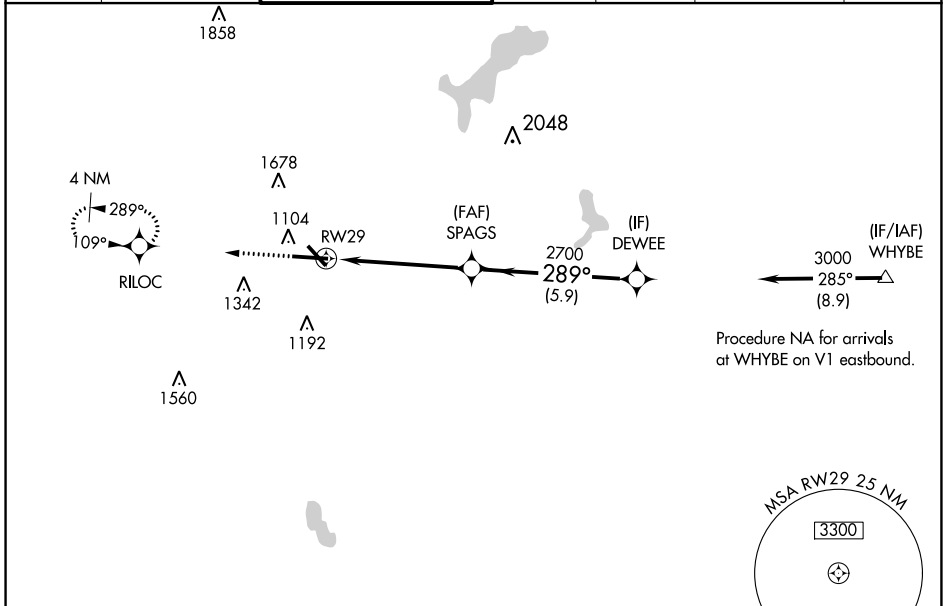 1858
2048
1678
4 NM
289°
109°
RILOC
1104
RW29
1342
1192
1560
(FAF)
SPAGS
2700
289°
(5.9)
(IF)
DEWEE
(IF/IAF)
WHYBE
3000
285°
(8.9)
Procedure NA for arrivals
at WHYBE on V1 eastbound.
MSA RW29 25 NM
3300